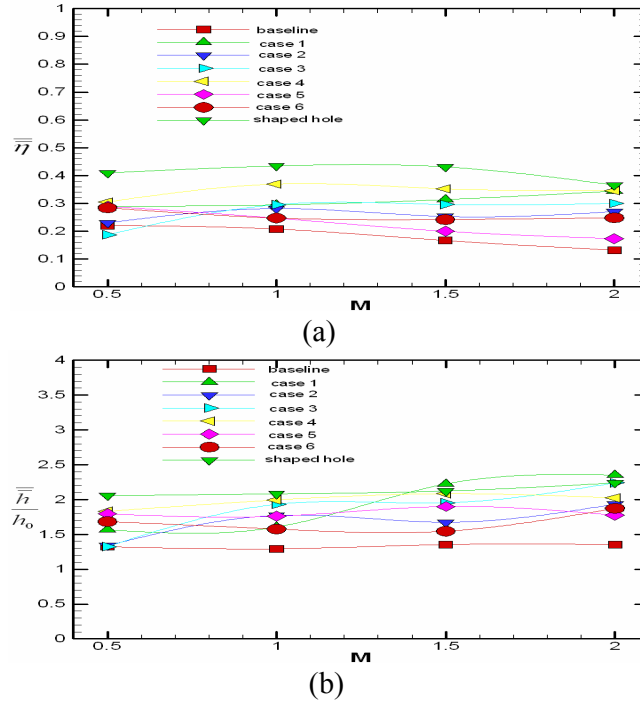 1
0.9
0.8
0.7
0.6
0.5
0.4
0.3
0.2
0.1
0
η
baseline
case 1
case 2
case 3
case 4
case 5
case 6
shaped hole
0.5 1 1.5 2
M
(a)
4
3.5
3
2.5
2
1.5
1
0.5
0
h
h₀
baseline
case 1
case 2
case 3
case 4
case 5
case 6
shaped hole
0.5 1 1.5 2
M
(b)